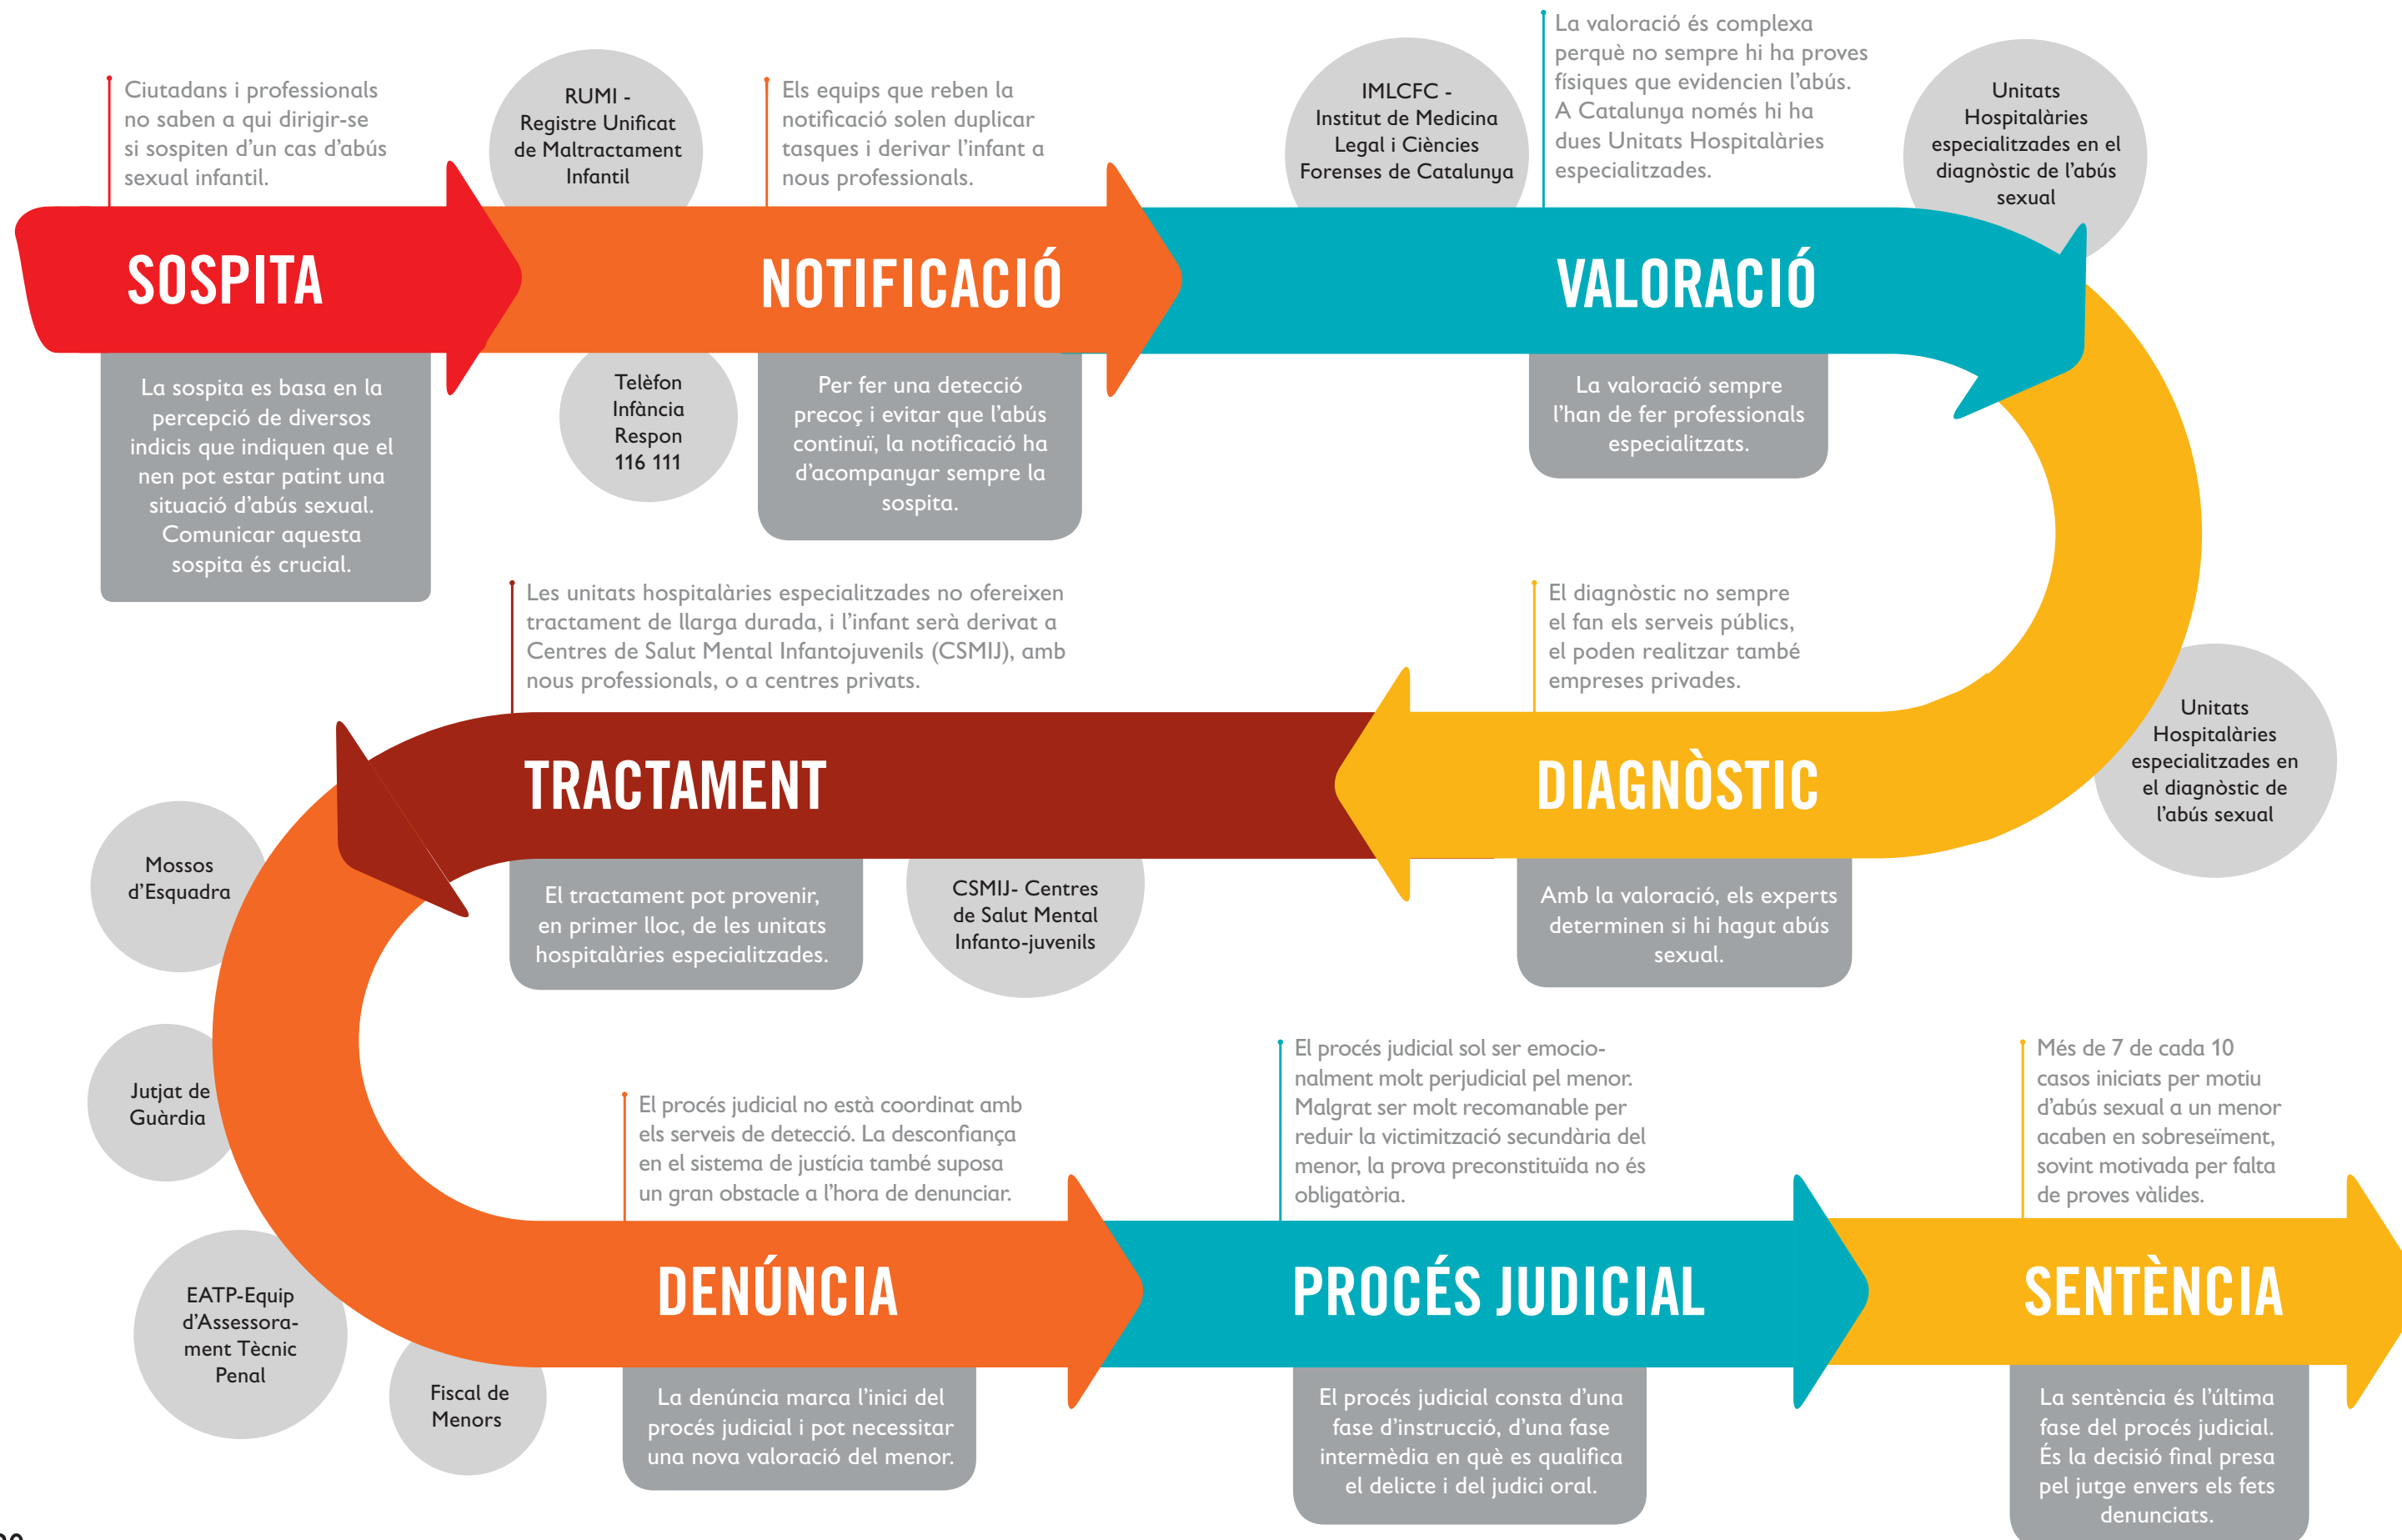 Ciutadans i professionals
no saben a qui dirigir-se
si sospiten d'un cas d'abús
sexual infantil.
SOSPITA
La sospita es basa en la
percepció de diversos
indicis que indiquen que el
nen pot estar patint una
situació d'abús sexual.
Comunicar aquesta
sospita és crucial.
RUMI -
Registre Unificat
de Maltractament
Infantil
Els equips que reben la
notificació solen duplicar
tasques i derivar l'infant a
nous professionals.
NOTIFICACIÓ
Telèfon
Infància
Respon
116 111
Per fer una detecció
precoç i evitar que l'abús
continuï, la notificació ha
d'acompanyar sempre la
sospita.
IMLCFC -
Institut de Medicina
Legal i Ciències
Forenses de Catalunya
La valoració és complexa
perquè no sempre hi ha proves
físiques que evidencien l'abús.
A Catalunya només hi ha
dues Unitats Hospitalàries
especialitzades.
VALORACIÓ
La valoració sempre
l'han de fer professionals
especialitzats.
Unitats
Hospitalàries
especialitzades en el
diagnòstic de l'abús
sexual
El diagnòstic no sempre
el fan els serveis públics,
el poden realitzar també
empreses privades.
DIAGNÒSTIC
Amb la valoració, els experts
determinen si hi hagut abús
sexual.
Unitats
Hospitalàries
especialitzades en
el diagnòstic de
l'abús sexual
Les unitats hospitalàries especialitzades no ofereixen
tractament de llarga durada, i l'infant serà derivat a
Centres de Salut Mental Infantojuvenils (CSMIJ), amb
nous professionals, o a centres privats.
TRACTAMENT
El tractament pot provenir,
en primer lloc, de les unitats
hospitalàries especialitzades.
CSMIJ- Centres
de Salut Mental
Infanto-juvenils
Mossos
d'Esquadra
Jutjat de
Guàrdia
EATP-Equip
d'Assessora-
ment Tècnic
Penal
Fiscal de
Menors
El procés judicial no està coordinat amb
els serveis de detecció. La desconfiança
en el sistema de justícia també suposa
un gran obstacle a l'hora de denunciar.
DENÚNCIA
La denúncia marca l'inici del
procés judicial i pot necessitar
una nova valoració del menor.
El procés judicial sol ser emocio-
nalment molt perjudicial pel menor.
Malgrat ser molt recomanable per
reduir la victimització secundària del
menor, la prova preconstituïda no és
obligatòria.
PROCÉS JUDICIAL
El procés judicial consta d'una
fase d'instrucció, d'una fase
intermèdia en què es qualifica
el delicte i del judici oral.
Més de 7 de cada 10
casos iniciats per motiu
d'abús sexual a un menor
acaben en sobreseïment,
sovint motivada per falta
de proves vàlides.
SENTÈNCIA
La sentència és l'última
fase del procés judicial.
És la decisió final presa
pel jutge envers els fets
denunciats.